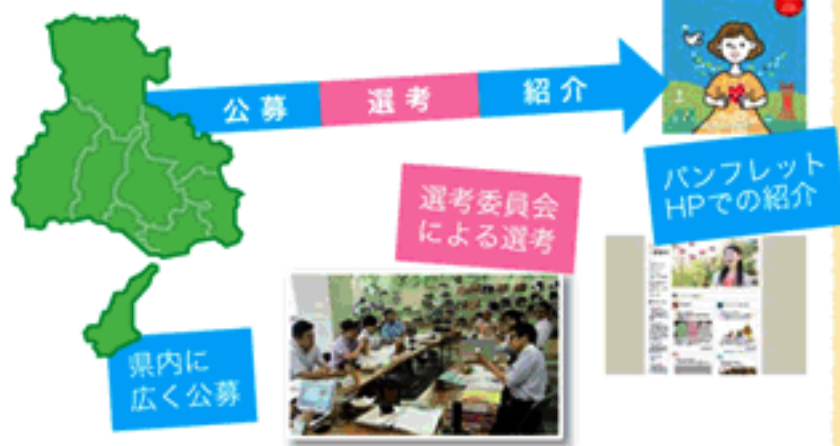 公募
選考
紹介
選考委員会
による選考
パンフレット
HPでの紹介
県内に
広く公募